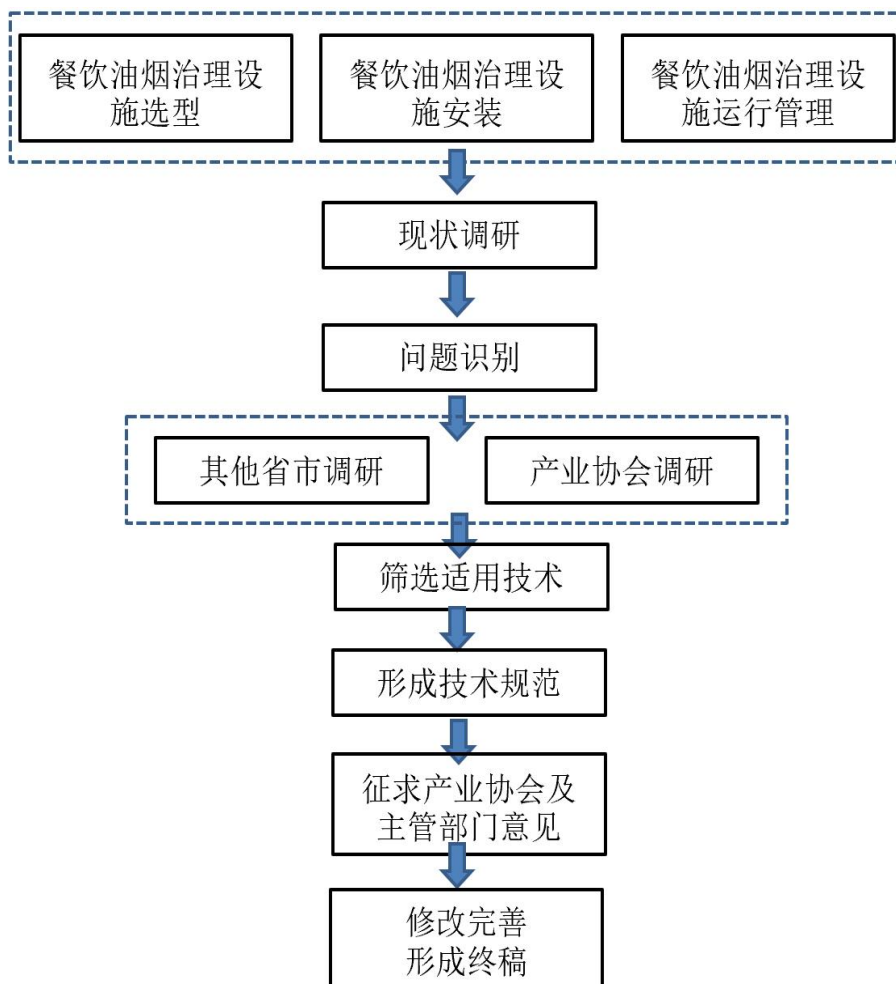 餐饮油烟治理设
施选型
餐饮油烟治理设
施安装
餐饮油烟治理设
施运行管理
现状调研
问题识别
其他省市调研
产业协会调研
筛选适用技术
形成技术规范
征求产业协会及
主管部门意见
修改完善
形成终稿